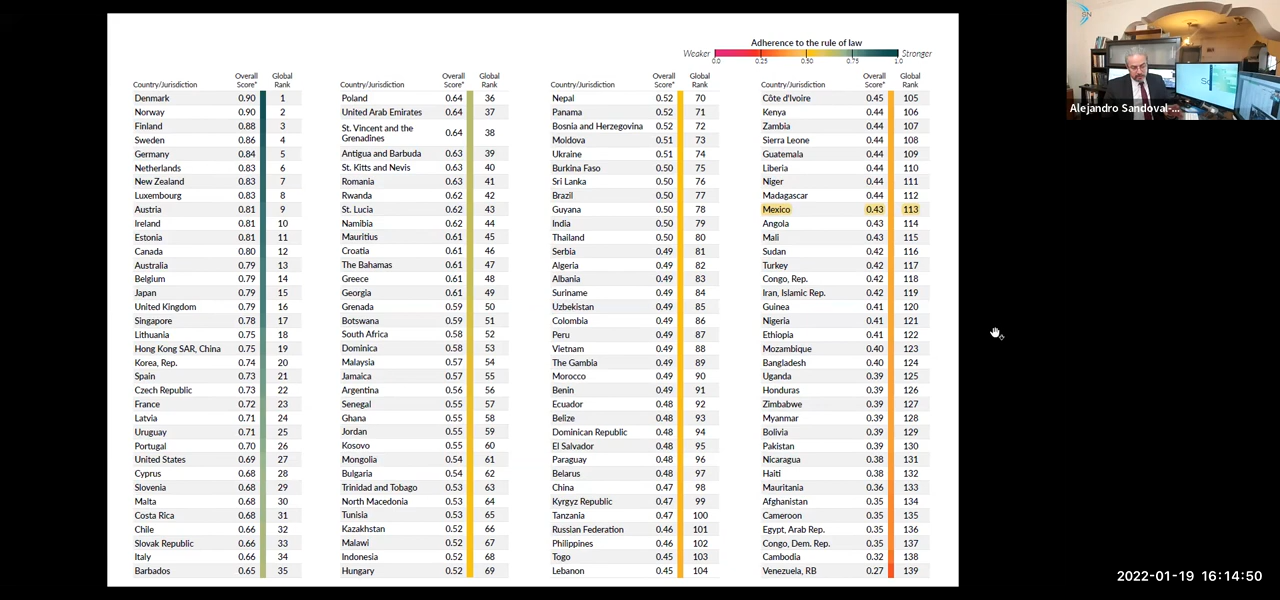 Adherence to the rule of law
Weaker Stronger
0.0 0.25 0.50 0.75 1.0
Country/Jurisdiction Overall Score* Global Rank
Denmark 0.90 1
Norway 0.90 2
Finland 0.88 3
Sweden 0.86 4
Germany 0.84 5
Netherlands 0.83 6
New Zealand 0.83 7
Luxembourg 0.83 8
Austria 0.81 9
Ireland 0.81 10
Estonia 0.81 11
Canada 0.80 12
Australia 0.79 13
Belgium 0.79 14
Japan 0.79 15
United Kingdom 0.79 16
Singapore 0.78 17
Lithuania 0.75 18
Hong Kong SAR, China 0.75 19
Korea, Rep. 0.74 20
Spain 0.73 21
Czech Republic 0.73 22
France 0.72 23
Latvia 0.71 24
Uruguay 0.71 25
Portugal 0.70 26
United States 0.69 27
Cyprus 0.68 28
Slovenia 0.68 29
Malta 0.68 30
Costa Rica 0.68 31
Chile 0.66 32
Slovak Republic 0.66 33
Italy 0.66 34
Barbados 0.65 35
Country/Jurisdiction Overall Score* Global Rank
Poland 0.64 36
United Arab Emirates 0.64 37
St. Vincent and the
Grenadines 0.64 38
Antigua and Barbuda 0.63 39
St. Kitts and Nevis 0.63 40
Romania 0.63 41
Rwanda 0.62 42
St. Lucia 0.62 43
Namibia 0.62 44
Mauritius 0.61 45
Croatia 0.61 46
The Bahamas 0.61 47
Greece 0.61 48
Georgia 0.61 49
Grenada 0.59 50
Botswana 0.59 51
South Africa 0.58 52
Dominica 0.58 53
Malaysia 0.57 54
Jamaica 0.57 55
Argentina 0.56 56
Senegal 0.55 57
Ghana 0.55 58
Jordan 0.55 59
Kosovo 0.55 60
Mongolia 0.54 61
Bulgaria 0.54 62
Trinidad and Tobago 0.53 63
North Macedonia 0.53 64
Tunisia 0.53 65
Kazakhstan 0.52 66
Malawi 0.52 67
Indonesia 0.52 68
Hungary 0.52 69
Country/Jurisdiction Overall Score* Global Rank
Nepal 0.52 70
Panama 0.52 71
Bosnia and Herzegovina 0.52 72
Moldova 0.51 73
Ukraine 0.51 74
Burkina Faso 0.50 75
Sri Lanka 0.50 76
Brazil 0.50 77
Guyana 0.50 78
India 0.50 79
Thailand 0.50 80
Serbia 0.49 81
Algeria 0.49 82
Albania 0.49 83
Suriname 0.49 84
Uzbekistan 0.49 85
Colombia 0.49 86
Peru 0.49 87
Vietnam 0.49 88
The Gambia 0.49 89
Morocco 0.49 90
Benin 0.49 91
Ecuador 0.48 92
Belize 0.48 93
Dominican Republic 0.48 94
El Salvador 0.48 95
Paraguay 0.48 96
Belarus 0.48 97
China 0.47 98
Kyrgyz Republic 0.47 99
Tanzania 0.47 100
Russian Federation 0.46 101
Philippines 0.46 102
Togo 0.45 103
Lebanon 0.45 104
Country/Jurisdiction Overall Score* Global Rank
Côte d'Ivoire 0.45 105
Kenya 0.44 106
Zambia 0.44 107
Sierra Leone 0.44 108
Guatemala 0.44 109
Liberia 0.44 110
Niger 0.44 111
Madagascar 0.44 112
Mexico 0.43 113
Angola 0.43 114
Mali 0.43 115
Sudan 0.42 116
Turkey 0.42 117
Congo, Rep. 0.42 118
Iran, Islamic Rep. 0.42 119
Guinea 0.41 120
Nigeria 0.41 121
Ethiopia 0.41 122
Mozambique 0.40 123
Bangladesh 0.40 124
Uganda 0.39 125
Honduras 0.39 126
Zimbabwe 0.39 127
Myanmar 0.39 128
Bolivia 0.39 129
Pakistan 0.39 130
Nicaragua 0.38 131
Haiti 0.38 132
Mauritania 0.36 133
Afghanistan 0.35 134
Cameroon 0.35 135
Egypt, Arab Rep. 0.35 136
Congo, Dem. Rep. 0.35 137
Cambodia 0.32 138
Venezuela, RB 0.27 139
Alejandro Sandoval-...
2022-01-19 16:14:50